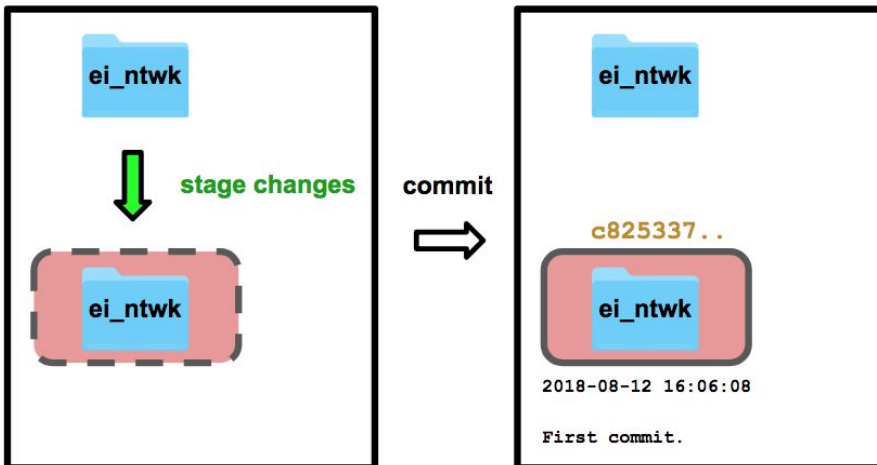 ei_ntwk
stage changes
ei_ntwk
commit
ei_ntwk
c825337..
ei_ntwk
2018-08-12 16:06:08
First commit.